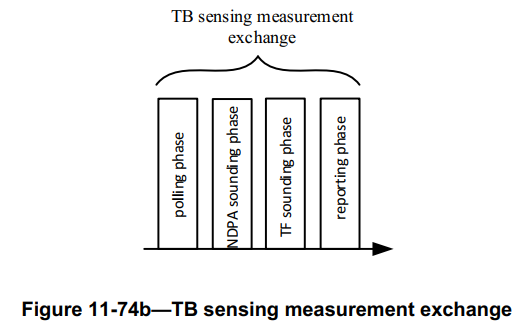 TB sensing measurement
exchange
polling phase
NDPA sounding phase
TF sounding phase
reporting phase
Figure 11-74b—TB sensing measurement exchange